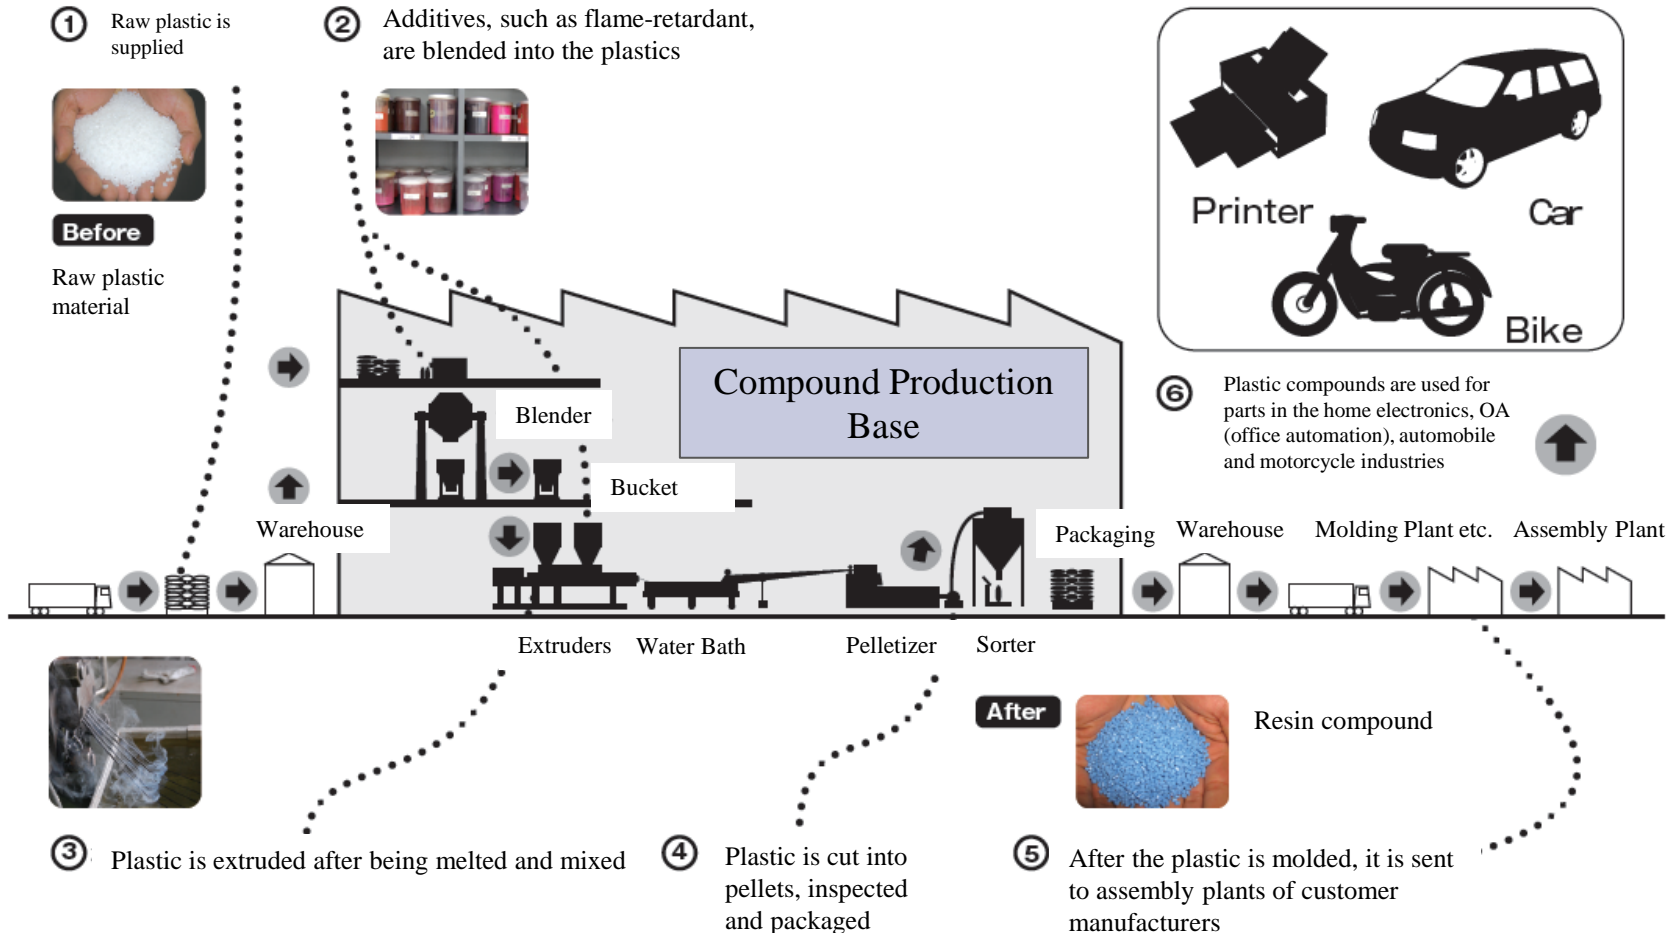 1
Raw plastic is
supplied
2
Additives, such as flame-retardant,
are blended into the plastics
Before
Raw plastic
material
Printer
Car
Bike
Compound Production
Base
Blender
Bucket
6
Plastic compounds are used for
parts in the home electronics, OA
(office automation), automobile
and motorcycle industries
Warehouse
Packaging
Warehouse
Molding Plant etc.
Assembly Plant
Extruders
Water Bath
Pelletizer
Sorter
After
Resin compound
3
Plastic is extruded after being melted and mixed
4
Plastic is cut into
pellets, inspected
and packaged
5
After the plastic is molded, it is sent
to assembly plants of customer
manufacturers